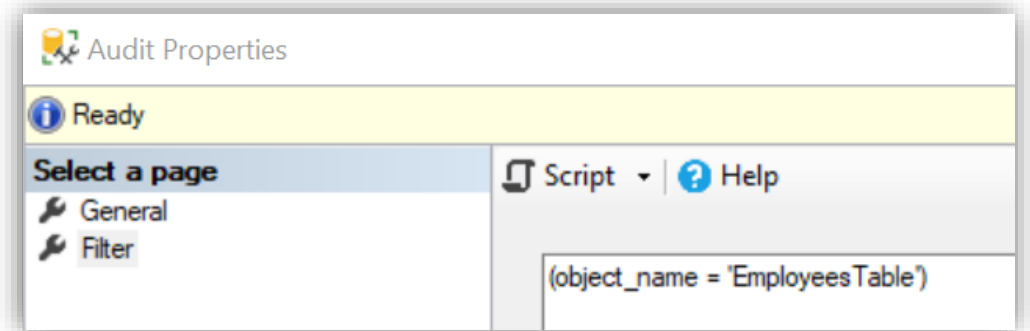 Audit Properties
Ready
Select a page
General
Filter
Script
Help
(object_name = 'EmployeesTable')